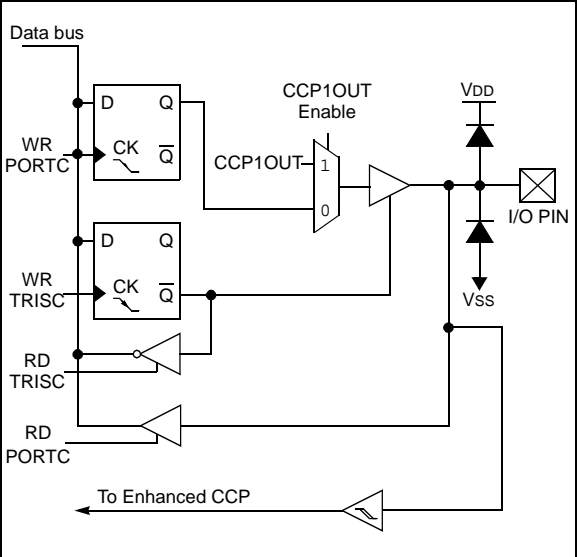 Data bus
D
Q
WR
PORTC
CK
Q
CCP1OUT
Enable
CCP1OUT
1
0
VDD
I/O PIN
VSS
D
Q
WR
TRISC
CK
Q
RD
TRISC
RD
PORTC
To Enhanced CCP